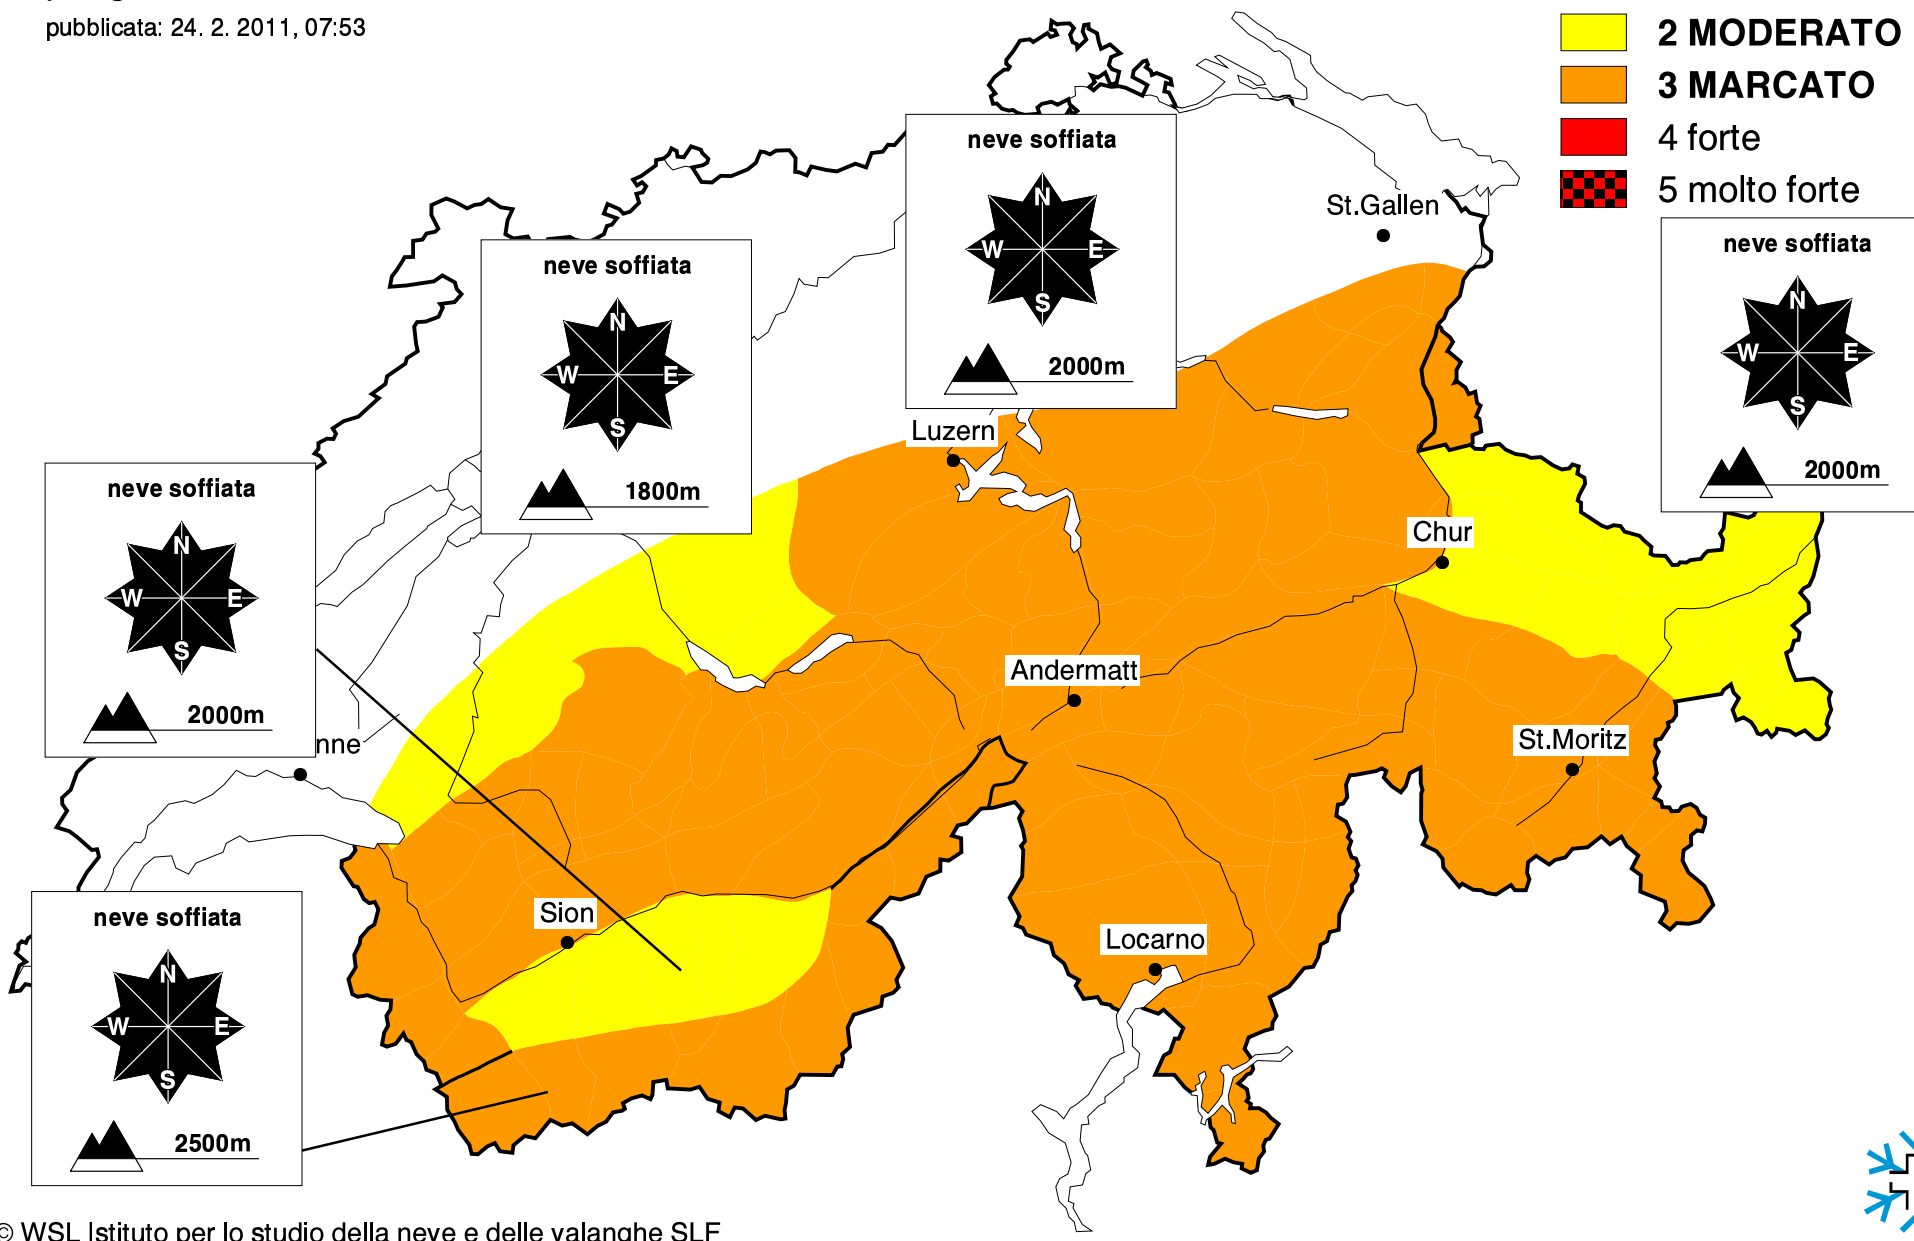 pubblicata: 24. 2. 2011, 07:53
2 MODERATO
3 MARCATO
4 forte
5 molto forte
neve soffiata
N
W E
S
2000m
St.Gallen
neve soffiata
N
W E
S
2000m
neve soffiata
N
W E
S
1800m
Luzern
neve soffiata
N
W E
S
2000m
Chur
Andermatt
St.Moritz
nne
Sion
Locarno
neve soffiata
N
W E
S
2500m
© WSL Istituto per lo studio della neve e delle valanghe SLF